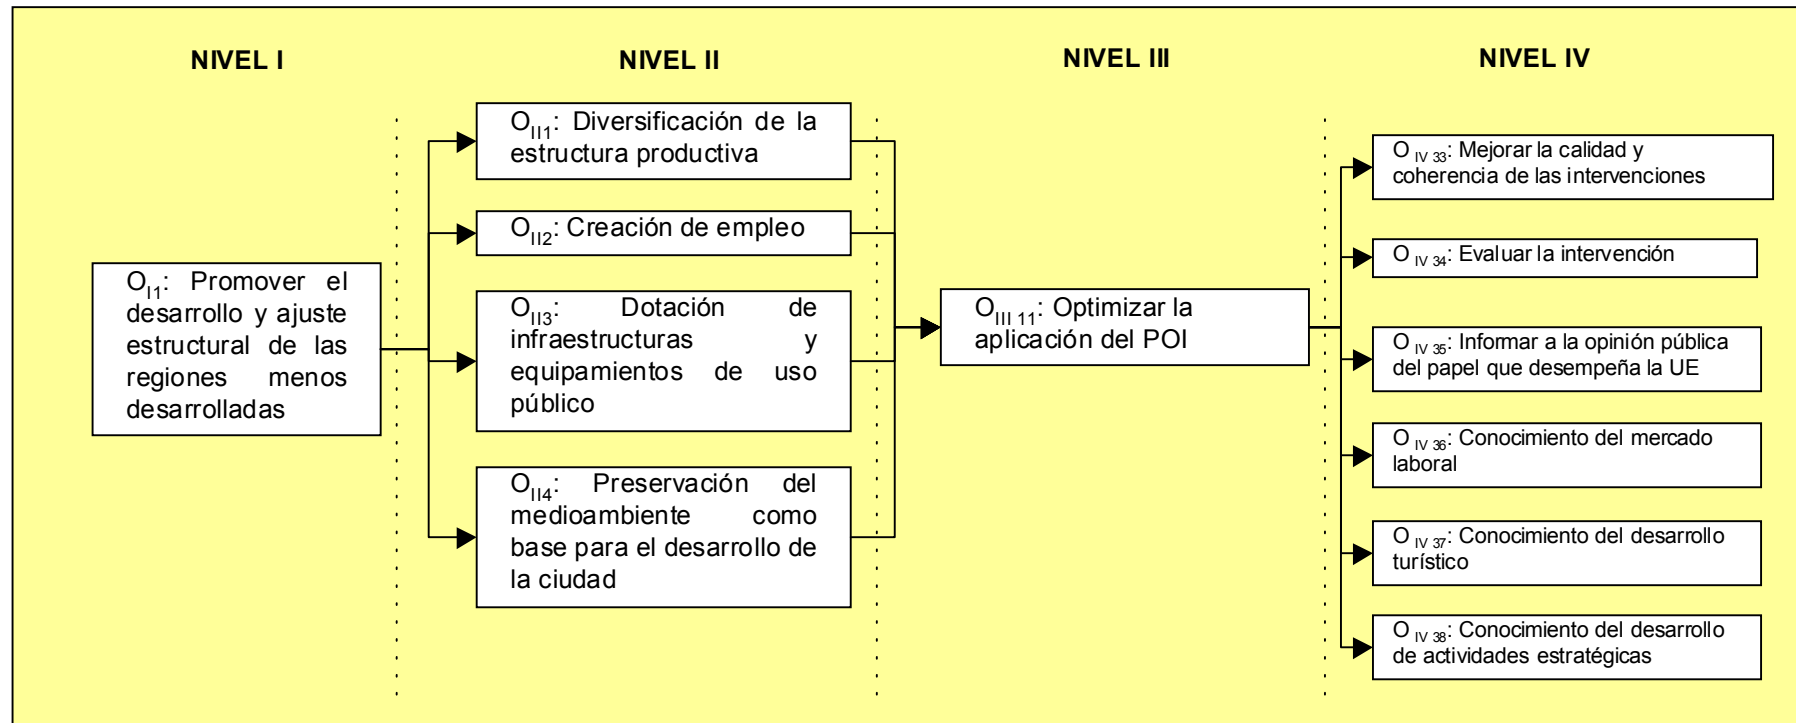 NIVEL I
NIVEL II
NIVEL III
NIVEL IV
O_I1: Promover el
desarrollo y ajuste
estructural de las
regiones menos
desarrolladas
O_II1: Diversificación de la
estructura productiva
O_II2: Creación de empleo
O_II3: Dotación de
infraestructuras y
equipamientos de uso
público
O_II4: Preservación del
medioambiente como
base para el desarrollo de
la ciudad
O_III 11: Optimizar la
aplicación del POI
O_IV 33: Mejorar la calidad y
coherencia de las intervenciones
O_IV 34: Evaluar la intervención
O_IV 35: Informar a la opinión pública
del papel que desempeña la UE
O_IV 36: Conocimiento del mercado
laboral
O_IV 37: Conocimiento del desarrollo
turístico
O_IV 38: Conocimiento del desarrollo
de actividades estratégicas